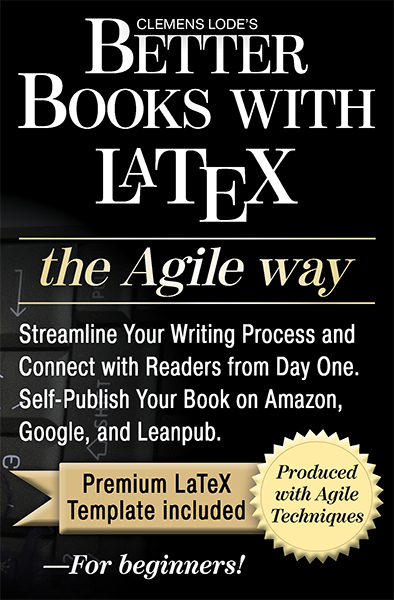 CLEMENS LODE'S
BETTER
BOOKS WITH
LATEX
the Agile way
Streamline Your Writing Process and
Connect with Readers from Day One.
Self-Publish Your Book on Amazon,
Google, and Leanpub.
Premium LaTeX
Template included
Produced
with Agile
Techniques
—For beginners!